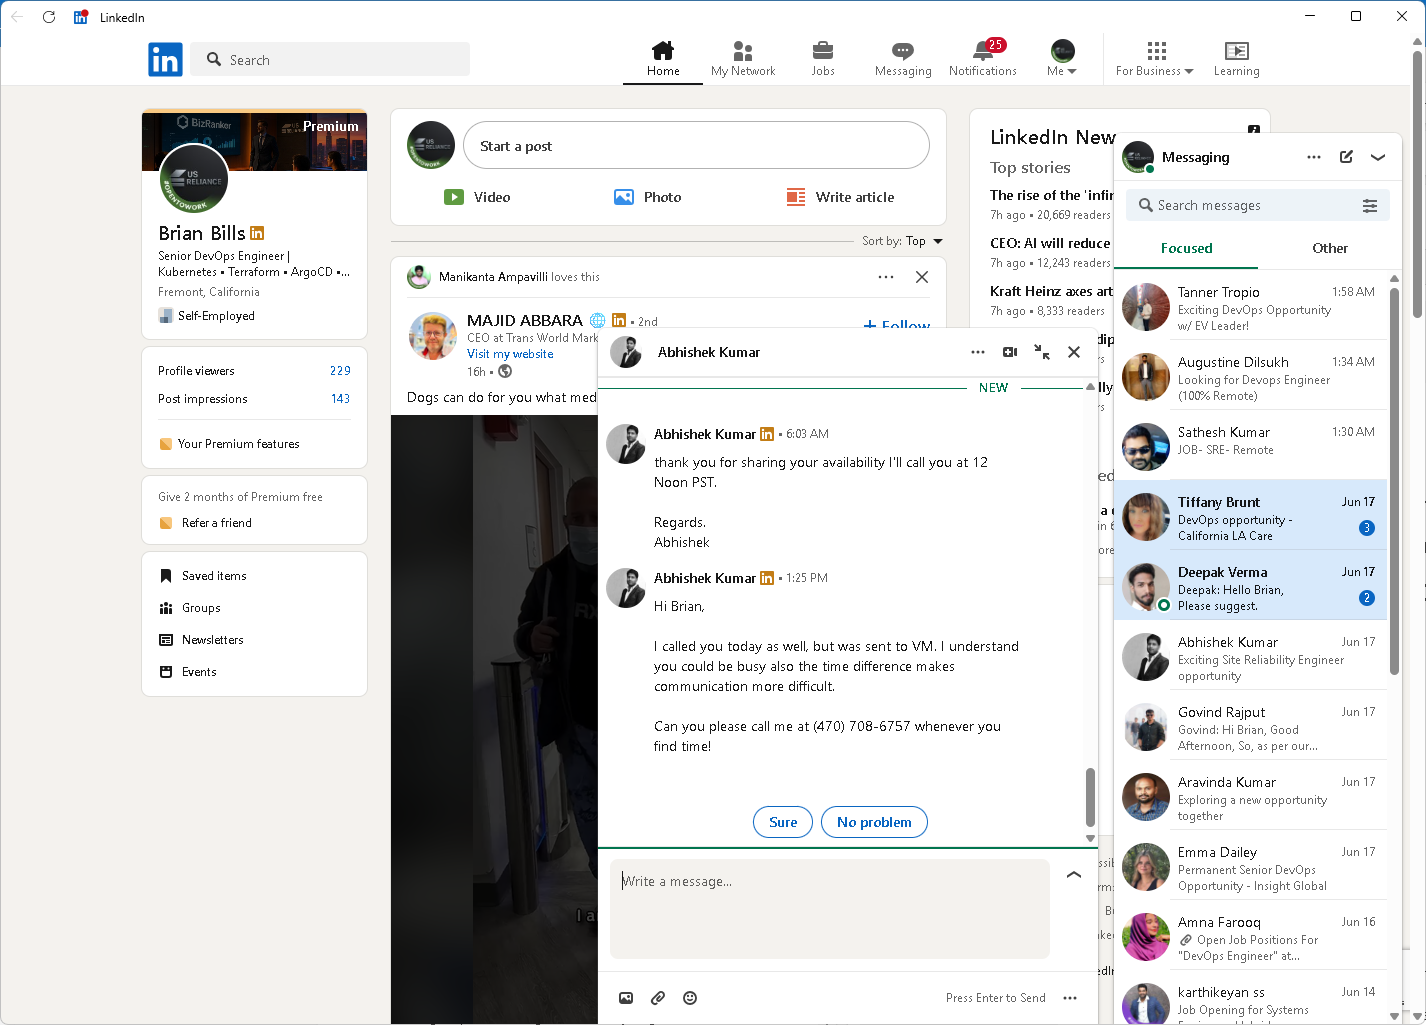 LinkedIn
in
Search
Home
My Network
Jobs
Messaging
25
Notifications
Me
For Business
Learning
BizRanker
Premium
US RELIANCE
#OPENTOWORK
Brian Bills
Senior DevOps Engineer |
Kubernetes • Terraform • ArgoCD •...
Fremont, California
Self-Employed
Profile viewers 229
Post impressions 143
Your Premium features
Give 2 months of Premium free
Refer a friend
Saved items
Groups
Newsletters
Events
Start a post
Video
Photo
Write article
Sort by: Top
Manikanta Ampavilli loves this
MAJID ABBARA • 2nd
CEO at Trans World Mark
Visit my website
16h •
+ Follow
Dogs can do for you what med
LinkedIn New
Top stories
The rise of the 'infin
7h ago • 20,669 readers
CEO: AI will reduce
7h ago • 12,243 readers
Kraft Heinz axes art
7h ago • 8,333 readers
Abhishek Kumar
NEW
Abhishek Kumar • 6:03 AM
thank you for sharing your availability I'll call you at 12
Noon PST.
Regards.
Abhishek
Abhishek Kumar • 1:25 PM
Hi Brian,
I called you today as well, but was sent to VM. I understand
you could be busy also the time difference makes
communication more difficult.
Can you please call me at (470) 708-6757 whenever you
find time!
Sure
No problem
Write a message...
Press Enter to Send
Messaging
Search messages
Focused
Other
Tanner Tropio 1:58 AM
Exciting DevOps Opportunity
w/ EV Leader!
Augustine Dilsukh 1:34 AM
Looking for Devops Engineer
(100% Remote)
Sathesh Kumar 1:30 AM
JOB- SRE- Remote
Tiffany Brunt Jun 17
DevOps opportunity - 3
California LA Care
Deepak Verma Jun 17
Deepak: Hello Brian, 2
Please suggest.
Abhishek Kumar Jun 17
Exciting Site Reliability Engineer
opportunity
Govind Rajput Jun 17
Govind: Hi Brian, Good
Afternoon, So, as per our...
Aravinda Kumar Jun 17
Exploring a new opportunity
together
Emma Dailey Jun 17
Permanent Senior DevOps
Opportunity - Insight Global
Amna Farooq Jun 16
Open Job Positions For
"DevOps Engineer" at...
karthikeyan ss Jun 14
Job Opening for Systems